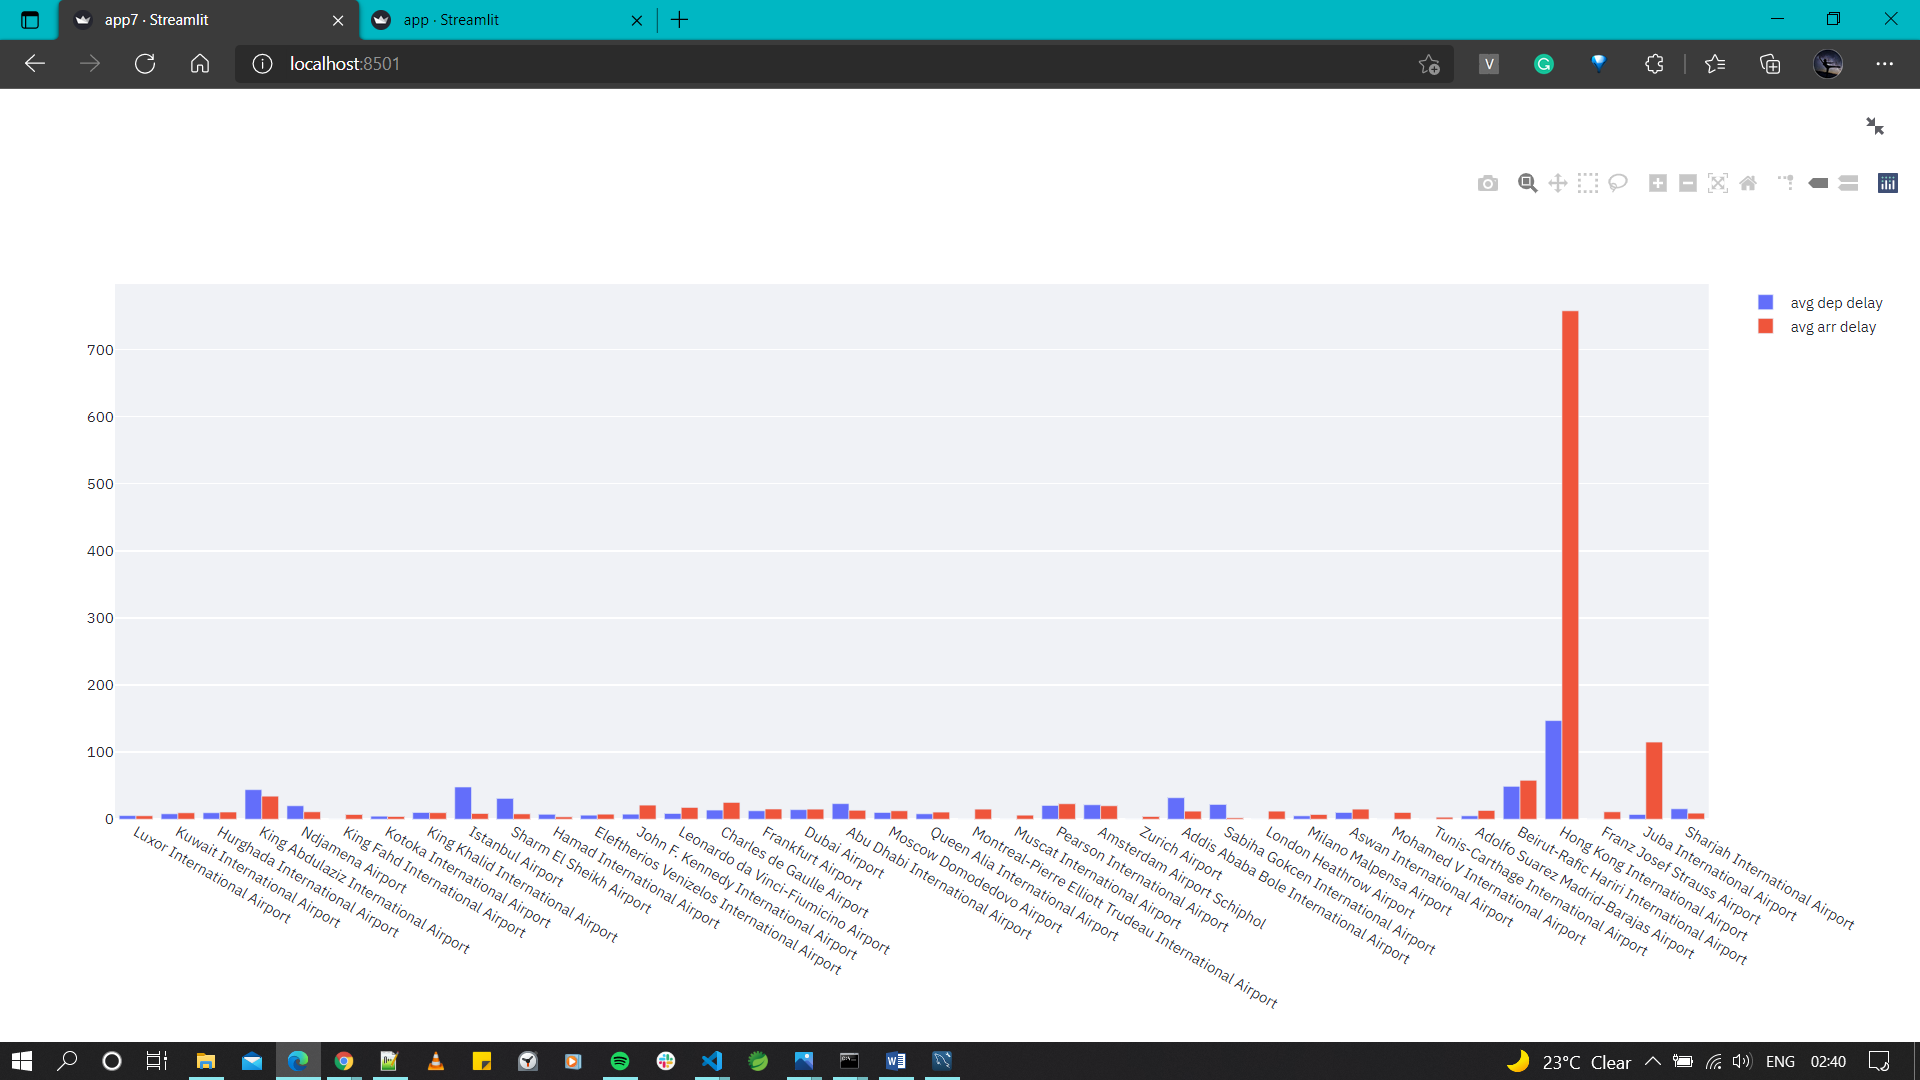 app7 · Streamlit
app · Streamlit
localhost:8501
V
G
avg dep delay
avg arr delay
700
600
500
400
300
200
100
0
Luxor International Airport
Kuwait International Airport
Hurghada International Airport
King Abdulaziz International Airport
Ndjamena Airport
King Fahd International Airport
Kotoka International Airport
King Khalid International Airport
Istanbul Airport
Sharm El Sheikh Airport
Hamad International Airport
Eleftherios Venizelos International Airport
John F. Kennedy International Airport
Leonardo da Vinci-Fiumicino Airport
Charles de Gaulle Airport
Frankfurt Airport
Dubai Airport
Abu Dhabi International Airport
Moscow Domodedovo Airport
Queen Alia International Airport
Montreal-Pierre Elliott Trudeau International Airport
Muscat International Airport
Pearson International Airport
Amsterdam Airport Schiphol
Zurich Airport
Addis Ababa Bole International Airport
Sabiha Gokcen International Airport
London Heathrow Airport
Milano Malpensa Airport
Aswan International Airport
Mohamed V International Airport
Tunis-Carthage International Airport
Adolfo Suarez Madrid-Barajas Airport
Beirut-Rafic Hariri International Airport
Hong Kong International Airport
Franz Josef Strauss Airport
Juba International Airport
Sharjah International Airport
23°C Clear
ENG
02:40